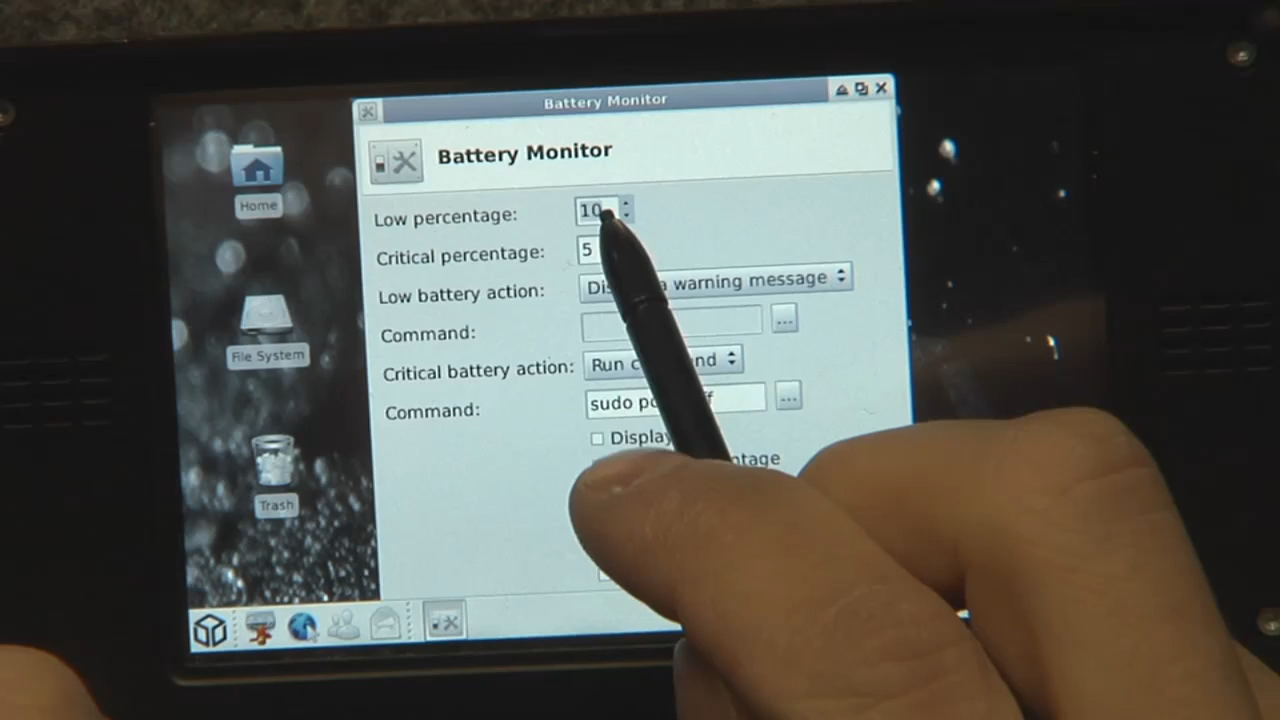 Battery Monitor
Battery Monitor
Home
Low percentage: 10
Critical percentage: 5
Low battery action: a warning message
Command: ...
File System
Critical battery action: Run
Command: sudo ...
Display
Trash